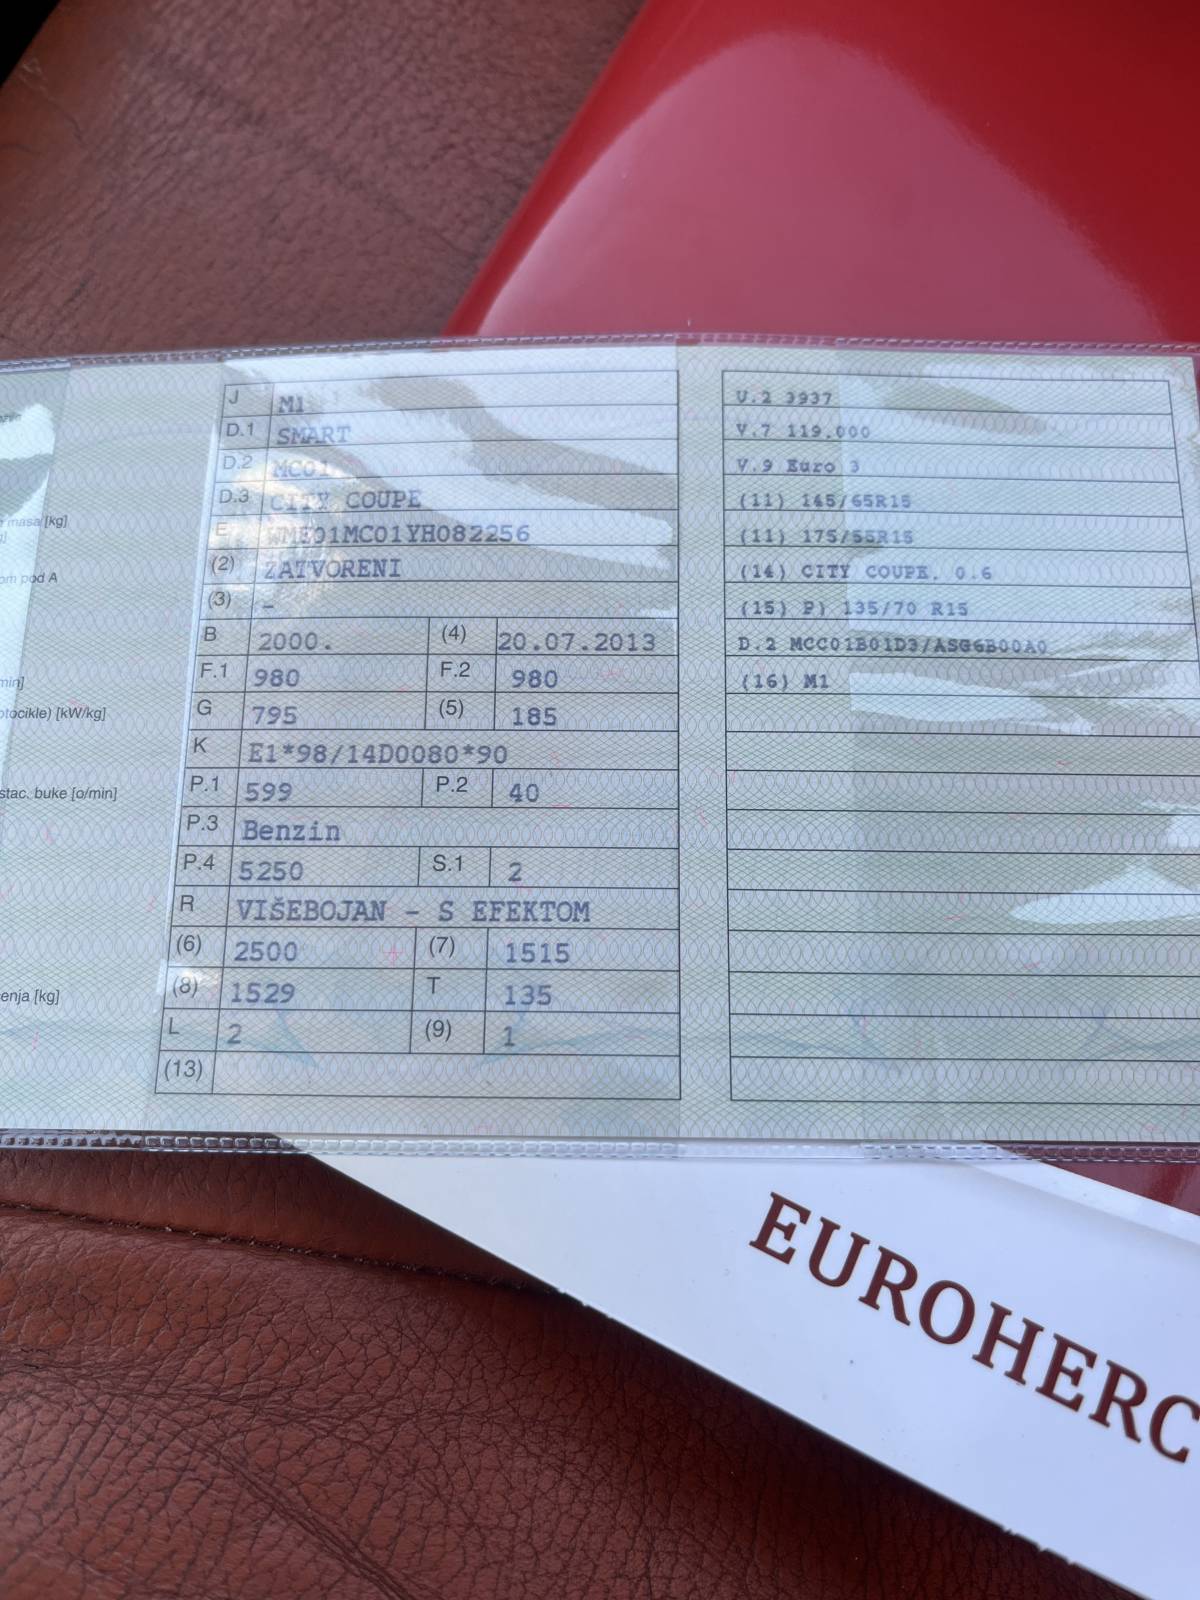 masa [kg]
om pod A
min]
otocikle) [kW/kg]
stac. buke [o/min]
enja [kg]
J M1
D.1 SMART
D.2 MC01
D.3 CITY COUPE
E WME01MC01YH082256
(2) ZATVORENI
(3) –
B 2000. (4) 20.07.2013
F.1 980 F.2 980
G 795 (5) 185
K E1*98/14D0080*90
P.1 599 P.2 40
P.3 Benzin
P.4 5250 S.1 2
R VIŠEBOJAN - S EFEKTOM
(6) 2500 (7) 1515
(8) 1529 T 135
L 2 (9) 1
(13)
U.2 3937
V.7 119.000
V.9 Euro 3
(11) 145/65R15
(11) 175/55R15
(14) CITY COUPE. 0.6
(15) P) 135/70 R15
D.2 MCC01B01D3/ASG6B00A0
(16) M1
EUROHERC